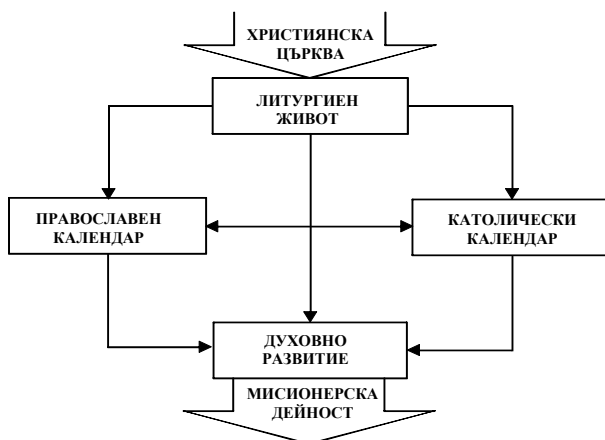 ХРИСТИЯНСКА
ЦЪРКВА
ЛИТУРГИЕН
ЖИВОТ
ПРАВОСЛАВЕН
КАЛЕНДАР
КАТОЛИЧЕСКИ
КАЛЕНДАР
ДУХОВНО
РАЗВИТИЕ
МИСИОНЕРСКА
ДЕЙНОСТ